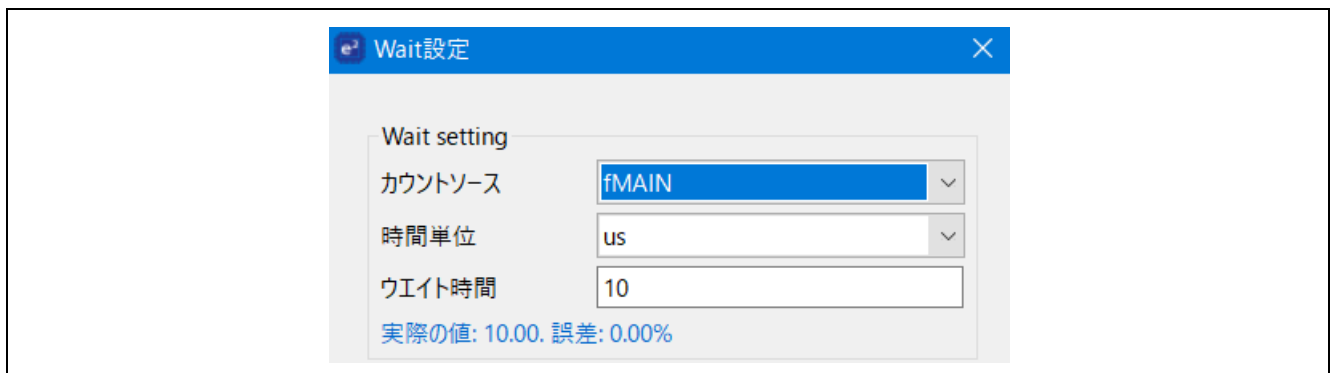 e² Wait設定
Wait setting
カウントソース fMAIN
時間単位 us
ウエイト時間 10
実際の値: 10.00. 誤差: 0.00%